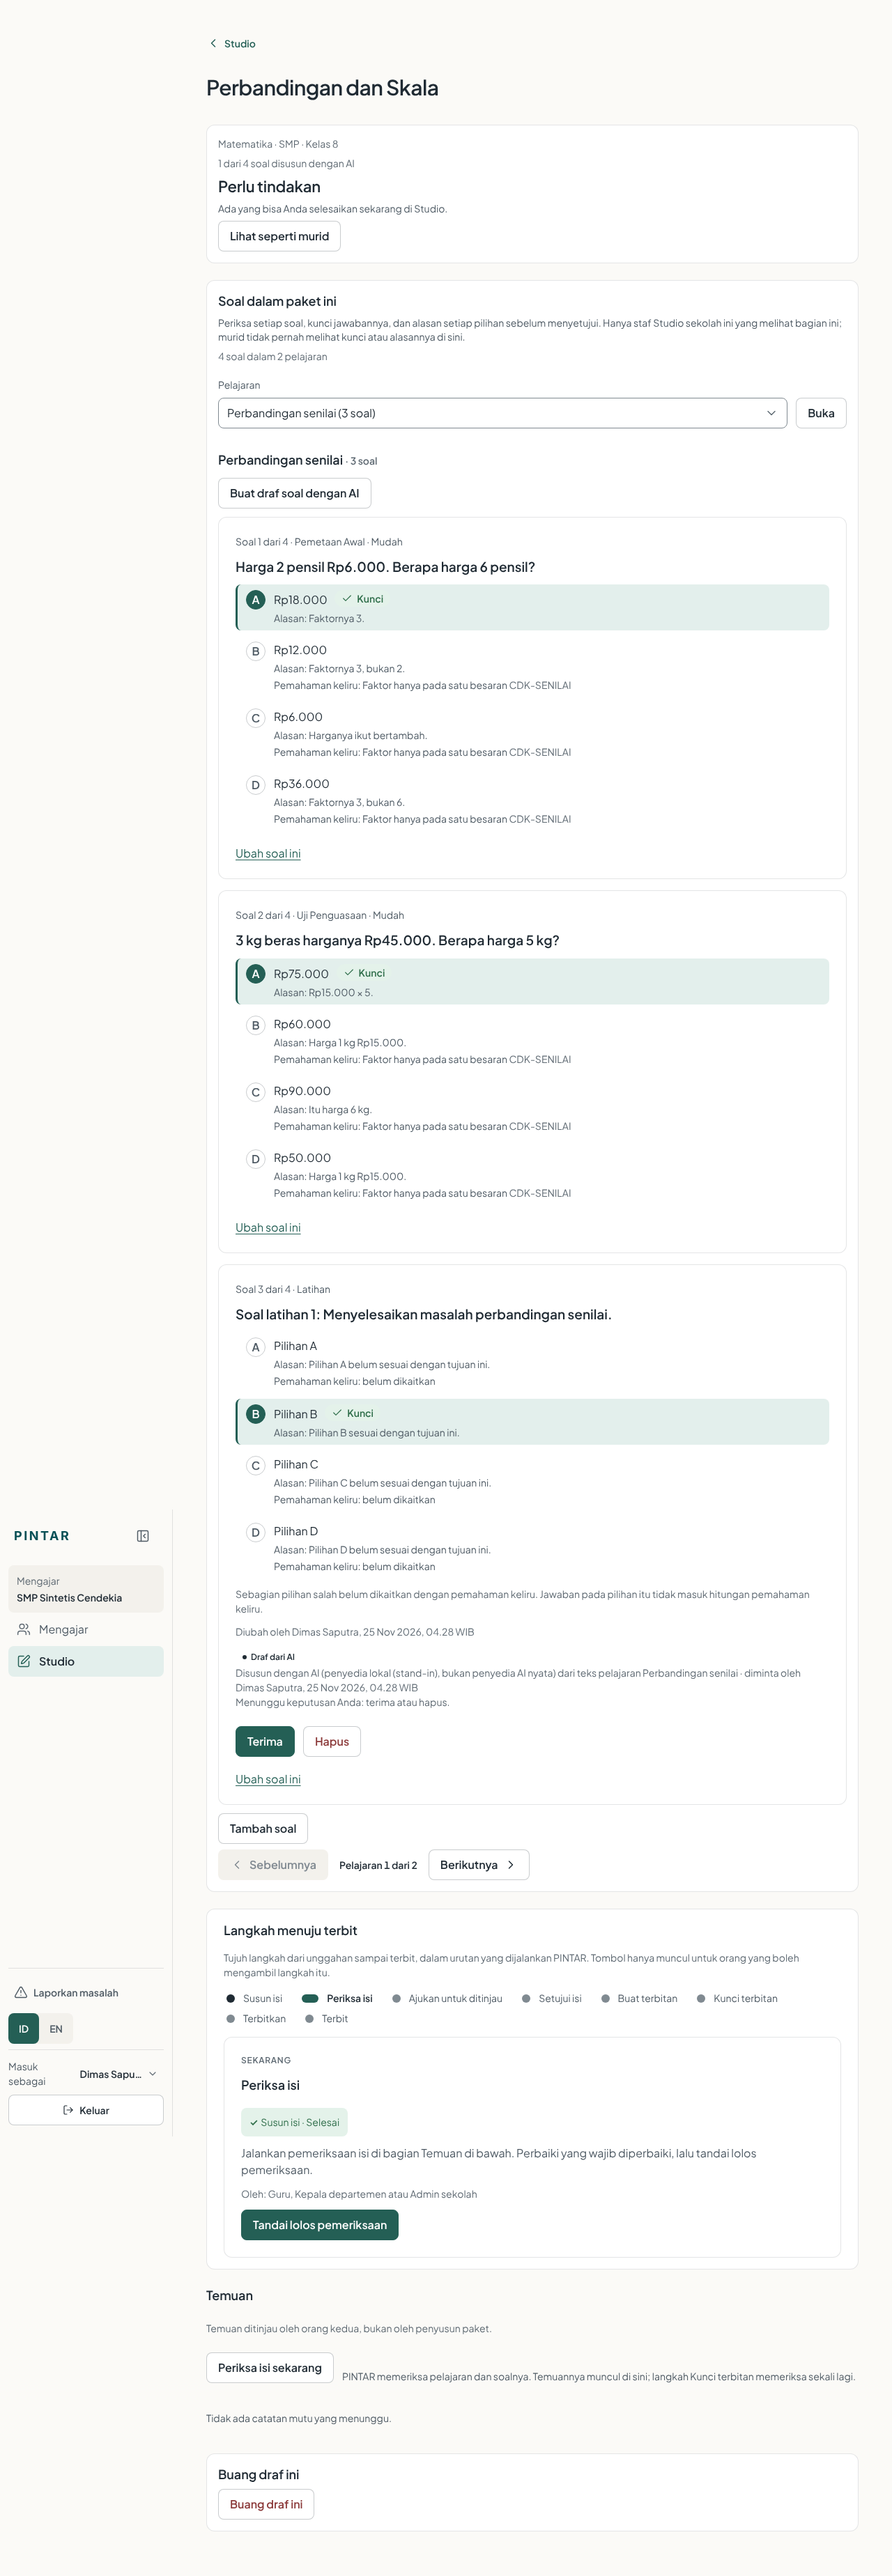 Studio
Perbandingan dan Skala
Matematika · SMP · Kelas 8
1 dari 4 soal disusun dengan AI
Perlu tindakan
Ada yang bisa Anda selesaikan sekarang di Studio.
Lihat seperti murid
Soal dalam paket ini
Periksa setiap soal, kunci jawabannya, dan alasan setiap pilihan sebelum menyetujui. Hanya staf Studio sekolah ini yang melihat bagian ini;
murid tidak pernah melihat kunci atau alasannya di sini.
4 soal dalam 2 pelajaran
Pelajaran
Perbandingan senilai (3 soal)
Buka
Perbandingan senilai · 3 soal
Buat draf soal dengan AI
Soal 1 dari 4 · Pemetaan Awal · Mudah
Harga 2 pensil Rp6.000. Berapa harga 6 pensil?
A Rp18.000 Kunci
Alasan: Faktornya 3.
B Rp12.000
Alasan: Faktornya 3, bukan 2.
Pemahaman keliru: Faktor hanya pada satu besaran CDK-SENILAI
C Rp6.000
Alasan: Harganya ikut bertambah.
Pemahaman keliru: Faktor hanya pada satu besaran CDK-SENILAI
D Rp36.000
Alasan: Faktornya 3, bukan 6.
Pemahaman keliru: Faktor hanya pada satu besaran CDK-SENILAI
Ubah soal ini
Soal 2 dari 4 · Uji Penguasaan · Mudah
3 kg beras harganya Rp45.000. Berapa harga 5 kg?
A Rp75.000 Kunci
Alasan: Rp15.000 × 5.
B Rp60.000
Alasan: Harga 1 kg Rp15.000.
Pemahaman keliru: Faktor hanya pada satu besaran CDK-SENILAI
C Rp90.000
Alasan: Itu harga 6 kg.
Pemahaman keliru: Faktor hanya pada satu besaran CDK-SENILAI
D Rp50.000
Alasan: Harga 1 kg Rp15.000.
Pemahaman keliru: Faktor hanya pada satu besaran CDK-SENILAI
Ubah soal ini
Soal 3 dari 4 · Latihan
Soal latihan 1: Menyelesaikan masalah perbandingan senilai.
A Pilihan A
Alasan: Pilihan A belum sesuai dengan tujuan ini.
Pemahaman keliru: belum dikaitkan
B Pilihan B Kunci
Alasan: Pilihan B sesuai dengan tujuan ini.
C Pilihan C
Alasan: Pilihan C belum sesuai dengan tujuan ini.
Pemahaman keliru: belum dikaitkan
D Pilihan D
Alasan: Pilihan D belum sesuai dengan tujuan ini.
Pemahaman keliru: belum dikaitkan
Sebagian pilihan salah belum dikaitkan dengan pemahaman keliru. Jawaban pada pilihan itu tidak masuk hitungan pemahaman
keliru.
Diubah oleh Dimas Saputra, 25 Nov 2026, 04.28 WIB
Draf dari AI
Disusun dengan AI (penyedia lokal (stand-in), bukan penyedia AI nyata) dari teks pelajaran Perbandingan senilai · diminta oleh
Dimas Saputra, 25 Nov 2026, 04.28 WIB
Menunggu keputusan Anda: terima atau hapus.
Terima
Hapus
Ubah soal ini
Tambah soal
Sebelumnya
Pelajaran 1 dari 2
Berikutnya
PINTAR
Mengajar
SMP Sintetis Cendekia
Mengajar
Studio
Laporkan masalah
ID EN
Masuk
sebagai
Dimas Sapu...
Keluar
Langkah menuju terbit
Tujuh langkah dari unggahan sampai terbit, dalam urutan yang dijalankan PINTAR. Tombol hanya muncul untuk orang yang boleh
mengambil langkah itu.
Susun isi Periksa isi Ajukan untuk ditinjau Setujui isi Buat terbitan Kunci terbitan
Terbitkan Terbit
SEKARANG
Periksa isi
Susun isi · Selesai
Jalankan pemeriksaan isi di bagian Temuan di bawah. Perbaiki yang wajib diperbaiki, lalu tandai lolos
pemeriksaan.
Oleh: Guru, Kepala departemen atau Admin sekolah
Tandai lolos pemeriksaan
Temuan
Temuan ditinjau oleh orang kedua, bukan oleh penyusun paket.
Periksa isi sekarang
PINTAR memeriksa pelajaran dan soalnya. Temuannya muncul di sini; langkah Kunci terbitan memeriksa sekali lagi.
Tidak ada catatan mutu yang menunggu.
Buang draf ini
Buang draf ini